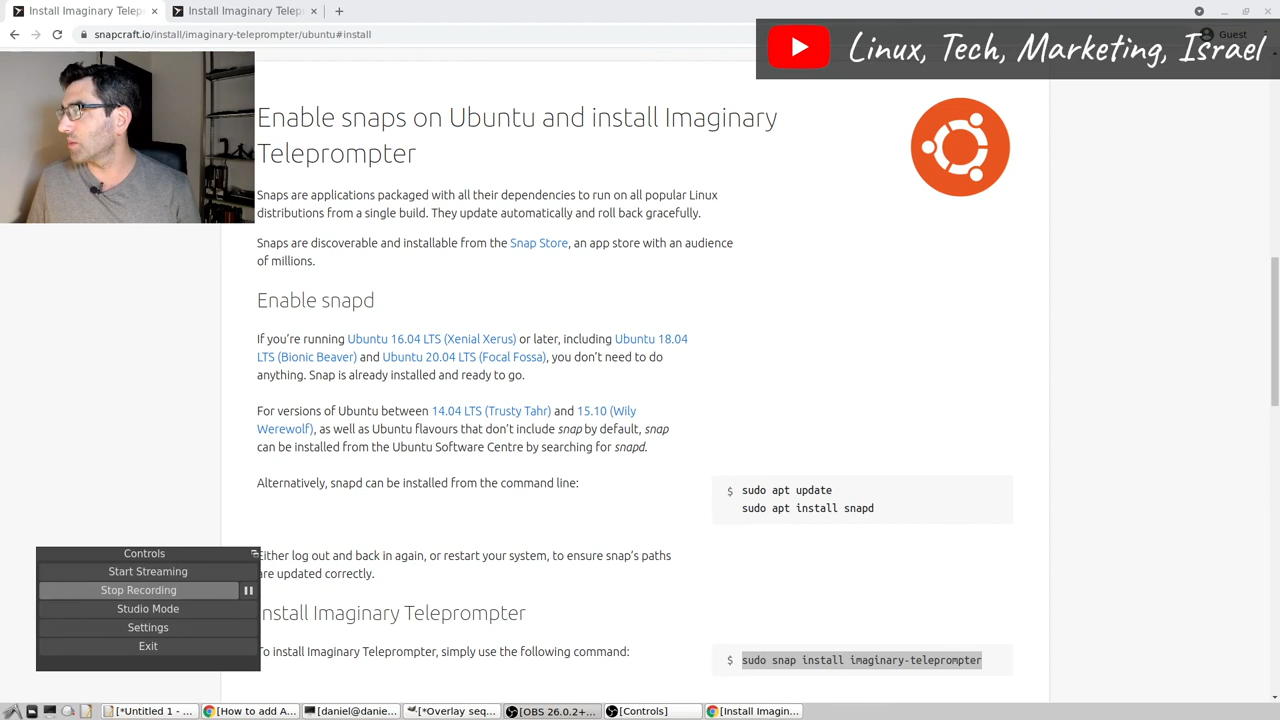 Install Imaginary Telep
Install Imaginary Telepr
snapcraft.io/install/imaginary-teleprompter/ubuntu#install
Guest
Linux, Tech, Marketing, Israel
Enable snaps on Ubuntu and install Imaginary
Teleprompter
Snaps are applications packaged with all their dependencies to run on all popular Linux
distributions from a single build. They update automatically and roll back gracefully.
Snaps are discoverable and installable from the Snap Store, an app store with an audience
of millions.
Enable snapd
If you're running Ubuntu 16.04 LTS (Xenial Xerus) or later, including Ubuntu 18.04
LTS (Bionic Beaver) and Ubuntu 20.04 LTS (Focal Fossa), you don't need to do
anything. Snap is already installed and ready to go.
For versions of Ubuntu between 14.04 LTS (Trusty Tahr) and 15.10 (Wily
Werewolf), as well as Ubuntu flavours that don't include snap by default, snap
can be installed from the Ubuntu Software Centre by searching for snapd.
Alternatively, snapd can be installed from the command line:
$ sudo apt update
sudo apt install snapd
Either log out and back in again, or restart your system, to ensure snap's paths
are updated correctly.
Controls
Start Streaming
Stop Recording
Studio Mode
Settings
Exit
Install Imaginary Teleprompter
To install Imaginary Teleprompter, simply use the following command:
$ sudo snap install imaginary-teleprompter
[*Untitled 1 - ...
[How to add A...
[daniel@danie...
[*Overlay seq...
[OBS 26.0.2+...
[Controls]
[Install Imagin...